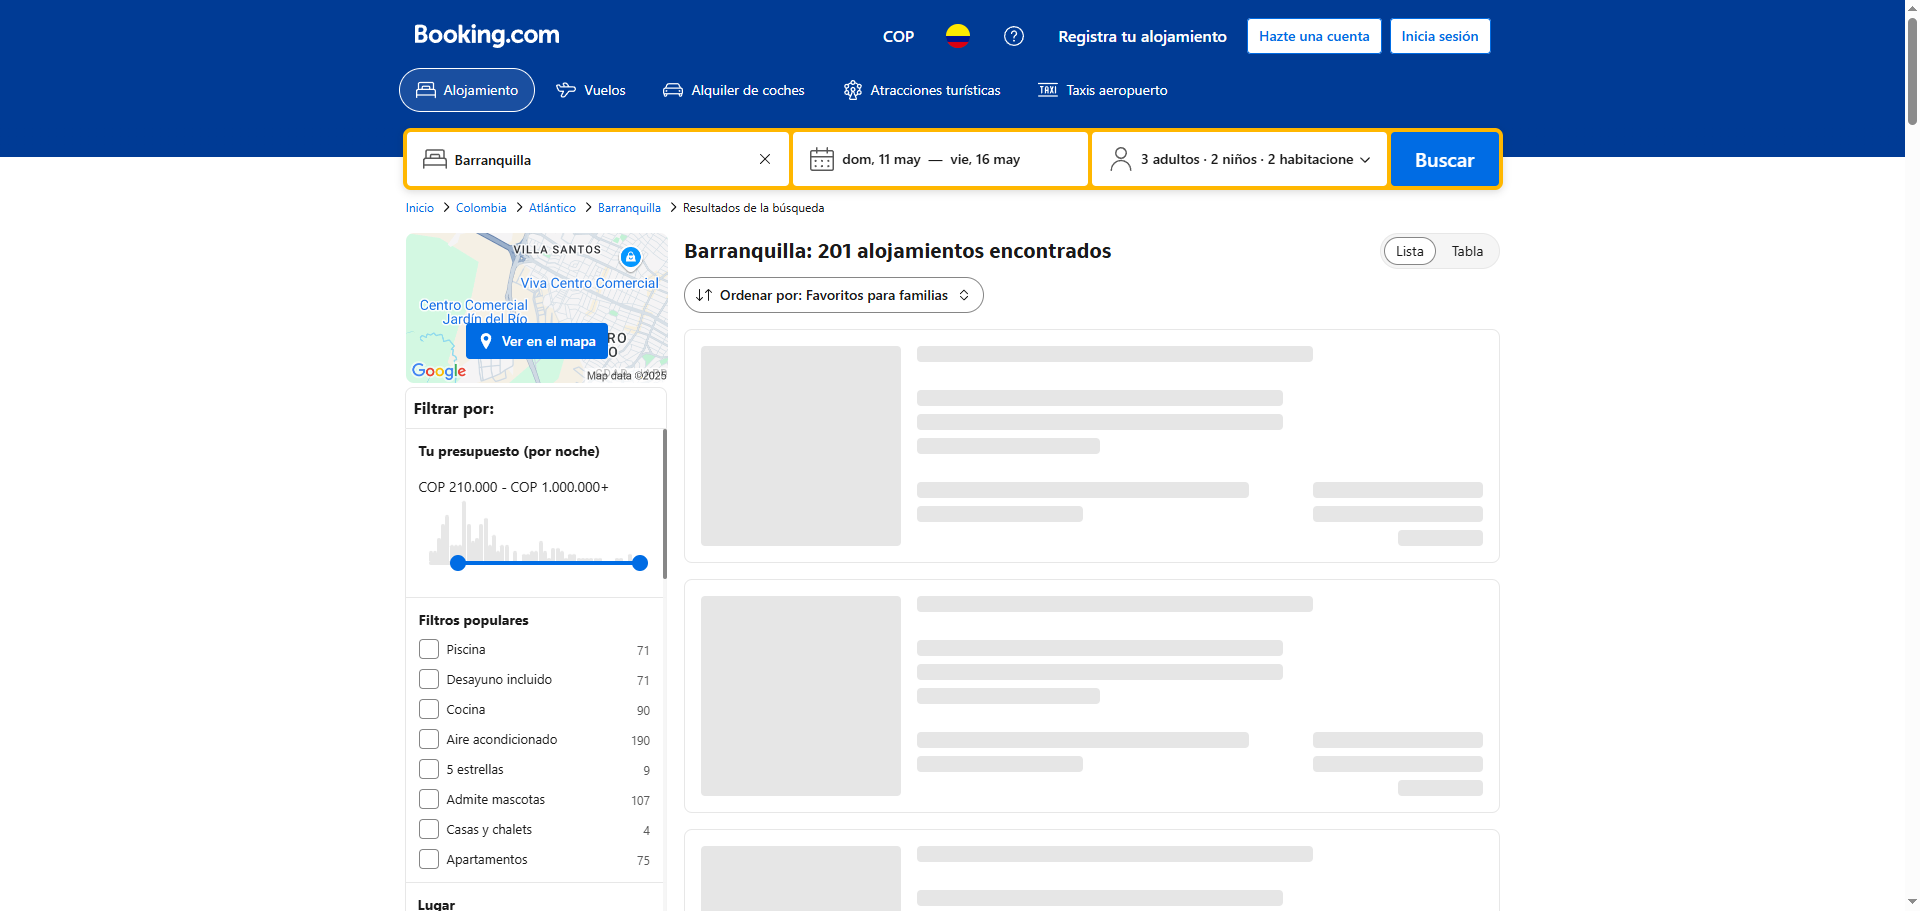 Booking.com
COP
Registra tu alojamiento
Hazte una cuenta
Inicia sesión
Alojamiento
Vuelos
Alquiler de coches
Atracciones turísticas
TAXI
Taxis aeropuerto
Barranquilla
dom, 11 may — vie, 16 may
3 adultos · 2 niños · 2 habitacione
Buscar
Inicio
Colombia
Atlántico
Barranquilla
Resultados de la búsqueda
VILLA SANTOS
Viva Centro Comercial
Centro Comercial
Jardín del Río
Ver en el mapa
RO
O
Google
Map data ©2025
Barranquilla: 201 alojamientos encontrados
Lista
Tabla
Ordenar por: Favoritos para familias
Filtrar por:
Tu presupuesto (por noche)
COP 210.000 - COP 1.000.000+
Filtros populares
Piscina 71
Desayuno incluido 71
Cocina 90
Aire acondicionado 190
5 estrellas 9
Admite mascotas 107
Casas y chalets 4
Apartamentos 75
Lugar